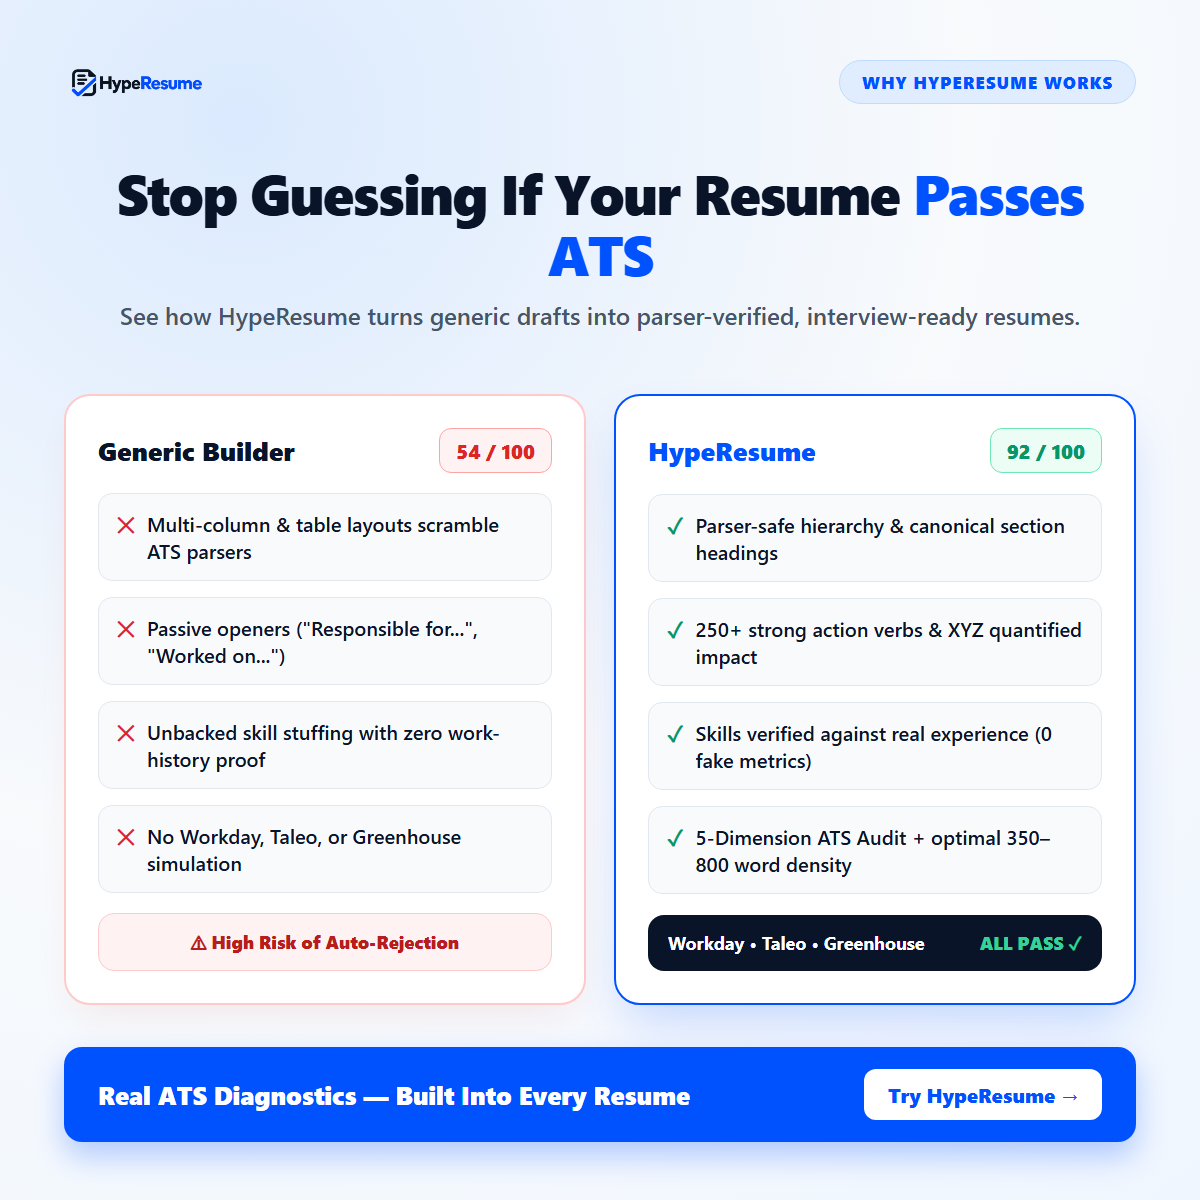 HypeResume
WHY HYPERESUME WORKS
Stop Guessing If Your Resume Passes
ATS
See how HypeResume turns generic drafts into parser-verified, interview-ready resumes.
Generic Builder
54 / 100
✕ Multi-column & table layouts scramble
ATS parsers
✕ Passive openers ("Responsible for...",
"Worked on...")
✕ Unbacked skill stuffing with zero work-
history proof
✕ No Workday, Taleo, or Greenhouse
simulation
⚠ High Risk of Auto-Rejection
HypeResume
92 / 100
✓ Parser-safe hierarchy & canonical section
headings
✓ 250+ strong action verbs & XYZ quantified
impact
✓ Skills verified against real experience (0
fake metrics)
✓ 5-Dimension ATS Audit + optimal 350–
800 word density
Workday • Taleo • Greenhouse
ALL PASS ✓
Real ATS Diagnostics — Built Into Every Resume
Try HypeResume →